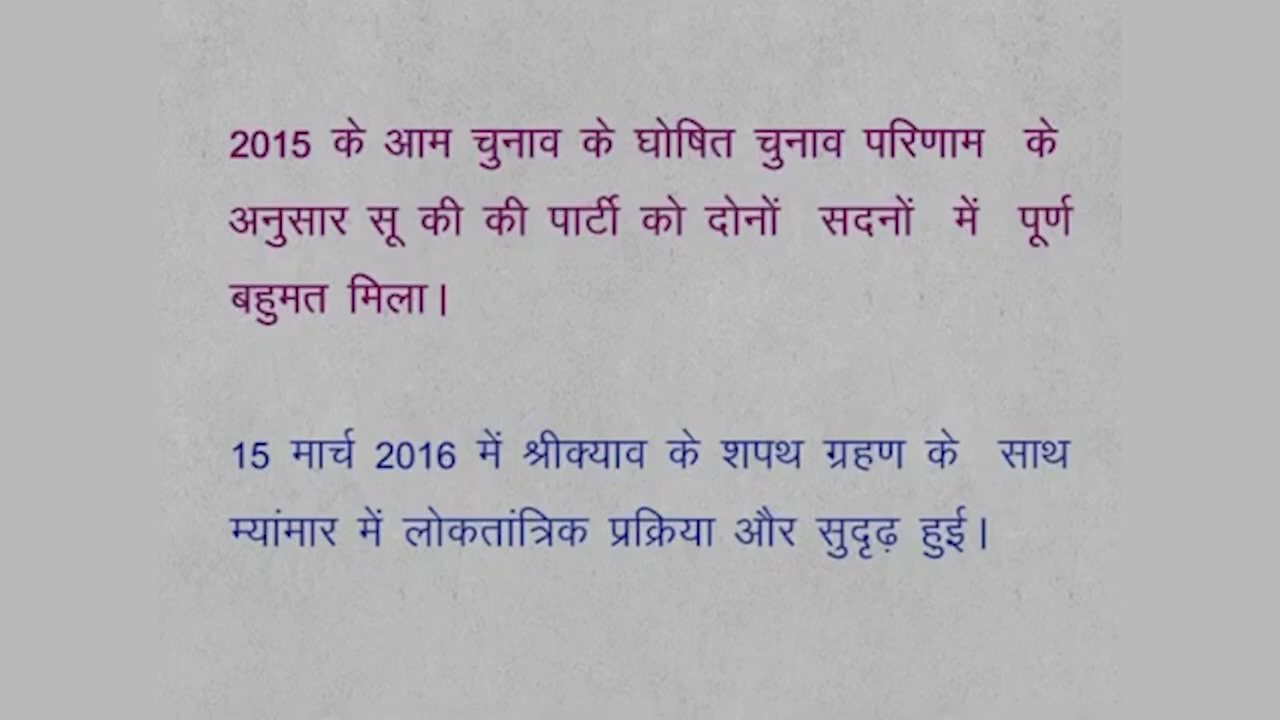 2015 के आम चुनाव के घोषित चुनाव परिणाम के
अनुसार सू की की पार्टी को दोनों सदनों में पूर्ण
बहुमत मिला।
15 मार्च 2016 में श्रीक्याव के शपथ ग्रहण के साथ
म्यांमार में लोकतांत्रिक प्रक्रिया और सुदृढ़ हुई।